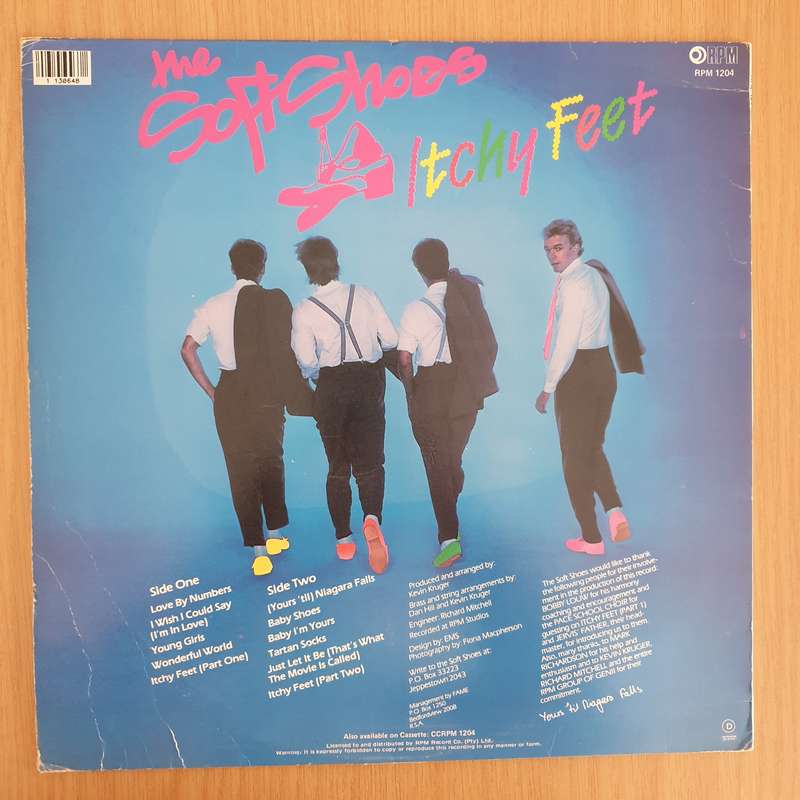 1 130648
RPM
RPM 1204
the
Soft Shoes
Itchy Feet
Side One
Love By Numbers
I Wish I Could Say
(I'm In Love)
Young Girls
Wonderful World
Itchy Feet (Part One)
Side Two
(Yours 'till) Niagara Falls
Baby Shoes
Baby I'm Yours
Tartan Socks
Just Let It Be (That's What
The Movie Is Called)
Itchy Feet (Part Two)
Produced and arranged by:
Kevin Kruger
Brass and string arrangements by:
Dan Hill and Kevin Kruger
Engineer: Richard Mitchell
Recorded at RPM Studios
Design by: EMS
Photography by: Fiona Macpherson
Write to the Soft Shoes at:
P.O. Box 33223
Jeppestown 2043
Management by FAME
P.O. Box 1250
Bedfordview 2008
R.S.A.
The Soft Shoes would like to thank
the following people for their involve-
ment in the production of this record:
BOBBY LOUW for his harmony
coaching and encouragement and
the PACE SCHOOL CHOIR for
guesting on ITCHY FEET (PART 1)
and JERVIS FATHER, their head-
master, for introducing us to them.
Also, many thanks, to MARK
RICHARDSON for his help and
enthusiasm and to KEVIN KRUGER,
RICHARD MITCHELL and the entire
RPM GROUP OF GENII for their
commitment.
Yours 'til Niagara Falls
D
Also available on Cassette: CCRPM 1204
Licensed to and distributed by RPM Record Co. (Pty) Ltd.
Warning: It is expressly forbidden to copy or reproduce this recording in any manner or form.